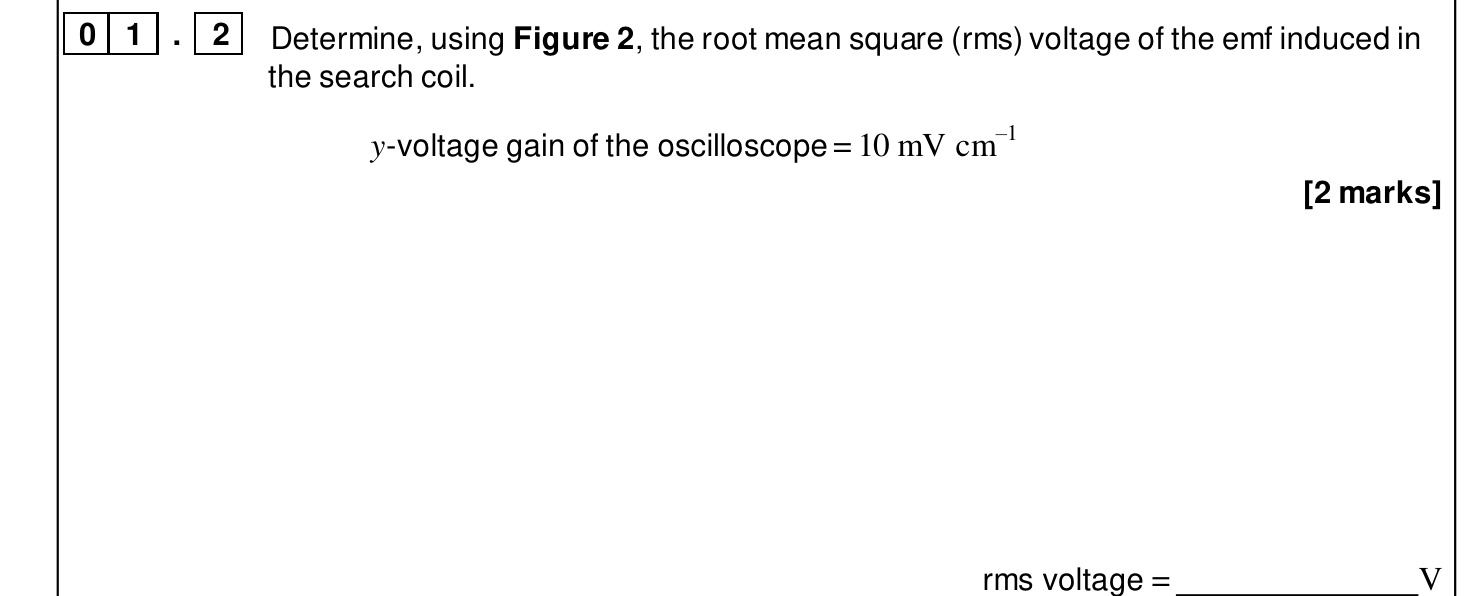 0 1 . 2 Determine, using Figure 2, the root mean square (rms) voltage of the emf induced in
the search coil.
y-voltage gain of the oscilloscope = 10 mV cm⁻¹
[2 marks]
rms voltage = ______________ V